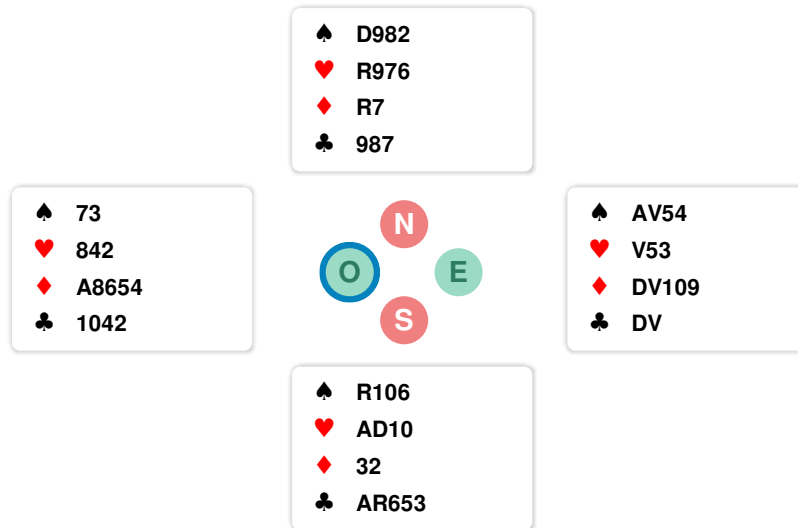 ♠ D982
♥ R976
♦ R7
♣ 987
♠ 73
♥ 842
♦ A8654
♣ 1042
N
O E
S
♠ AV54
♥ V53
♦ DV109
♣ DV
♠ R106
♥ AD10
♦ 32
♣ AR653